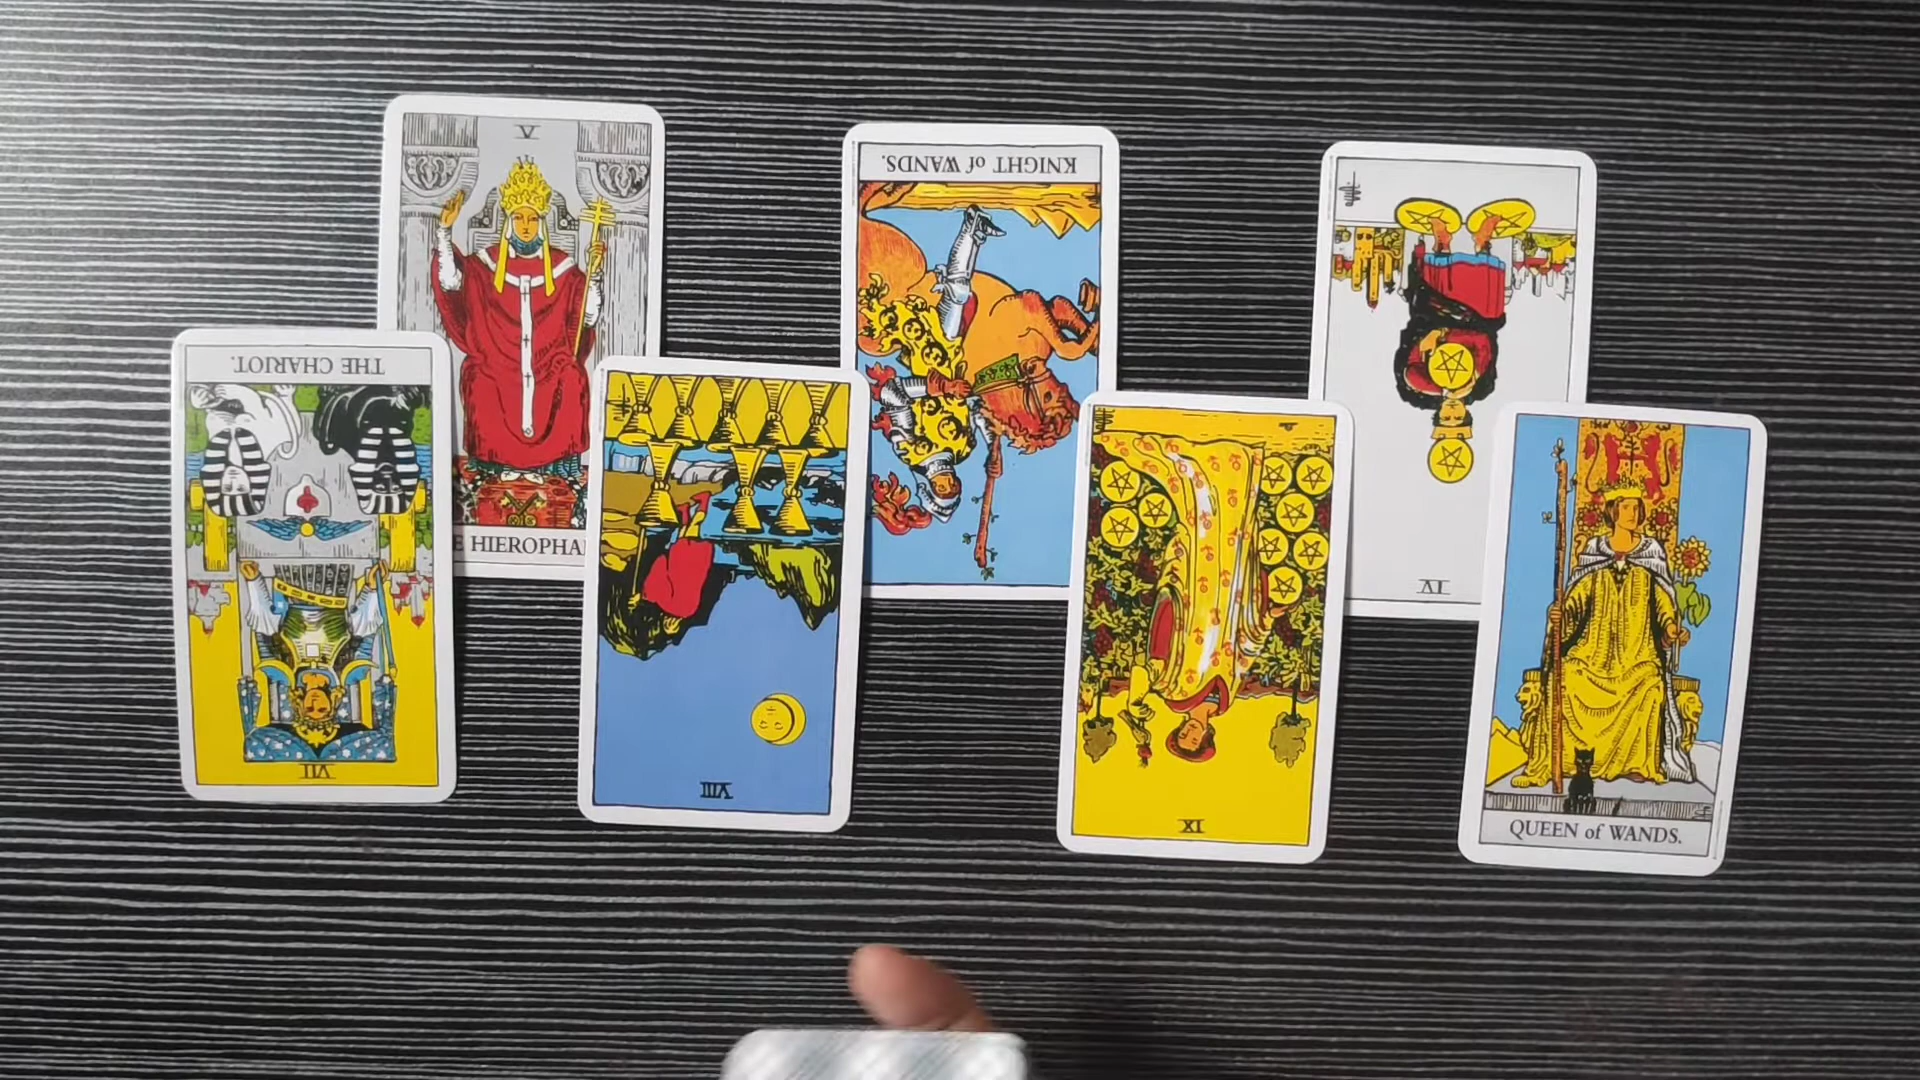 V
KNIGHT of WANDS.
THE CHARIOT.
E HIEROPHA
IV
VII
VIII
IX
QUEEN of WANDS.